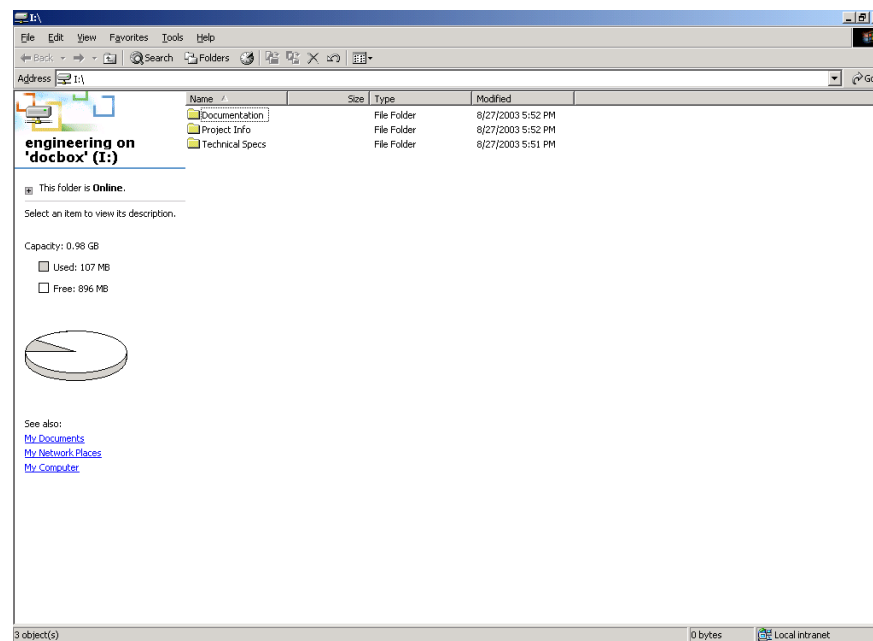 I:\
File Edit View Favorites Tools Help
Back Search Folders
Address I:\ Go
Name Size Type Modified
Documentation File Folder 8/27/2003 5:52 PM
Project Info File Folder 8/27/2003 5:52 PM
Technical Specs File Folder 8/27/2003 5:51 PM
engineering on
'docbox' (I:)
This folder is Online.
Select an item to view its description.
Capacity: 0.98 GB
Used: 107 MB
Free: 896 MB
See also:
My Documents
My Network Places
My Computer
3 object(s) 0 bytes Local intranet